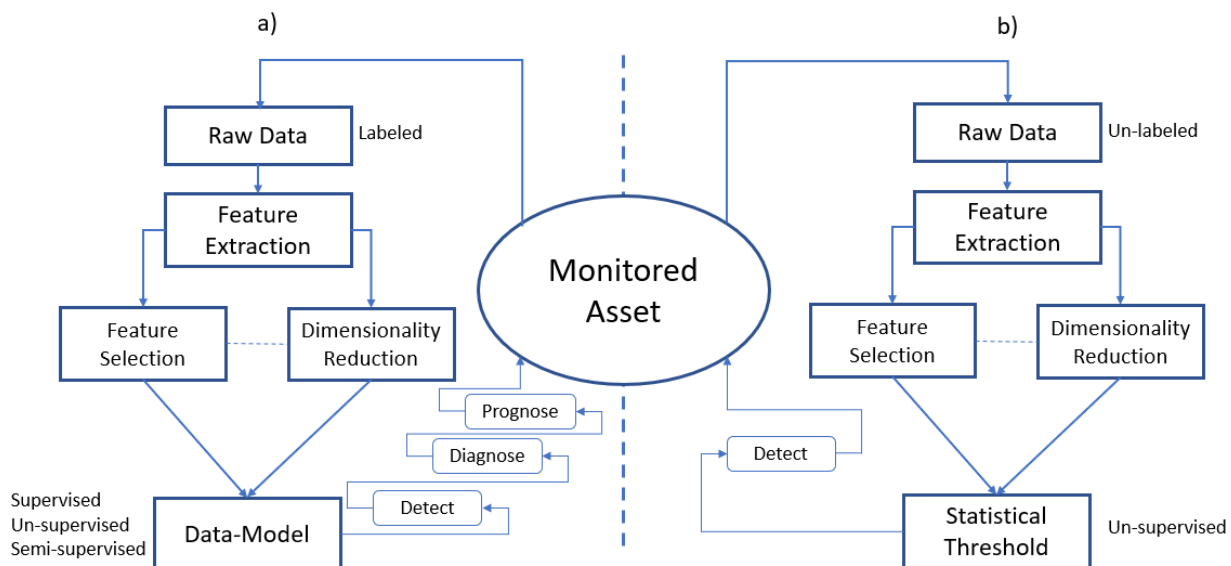 a)
Raw Data
Labeled
Feature
Extraction
Feature
Selection
Dimensionality
Reduction
Prognose
Diagnose
Detect
Supervised
Un-supervised
Semi-supervised
Data-Model
Monitored
Asset
b)
Raw Data
Un-labeled
Feature
Extraction
Feature
Selection
Dimensionality
Reduction
Detect
Statistical
Threshold
Un-supervised